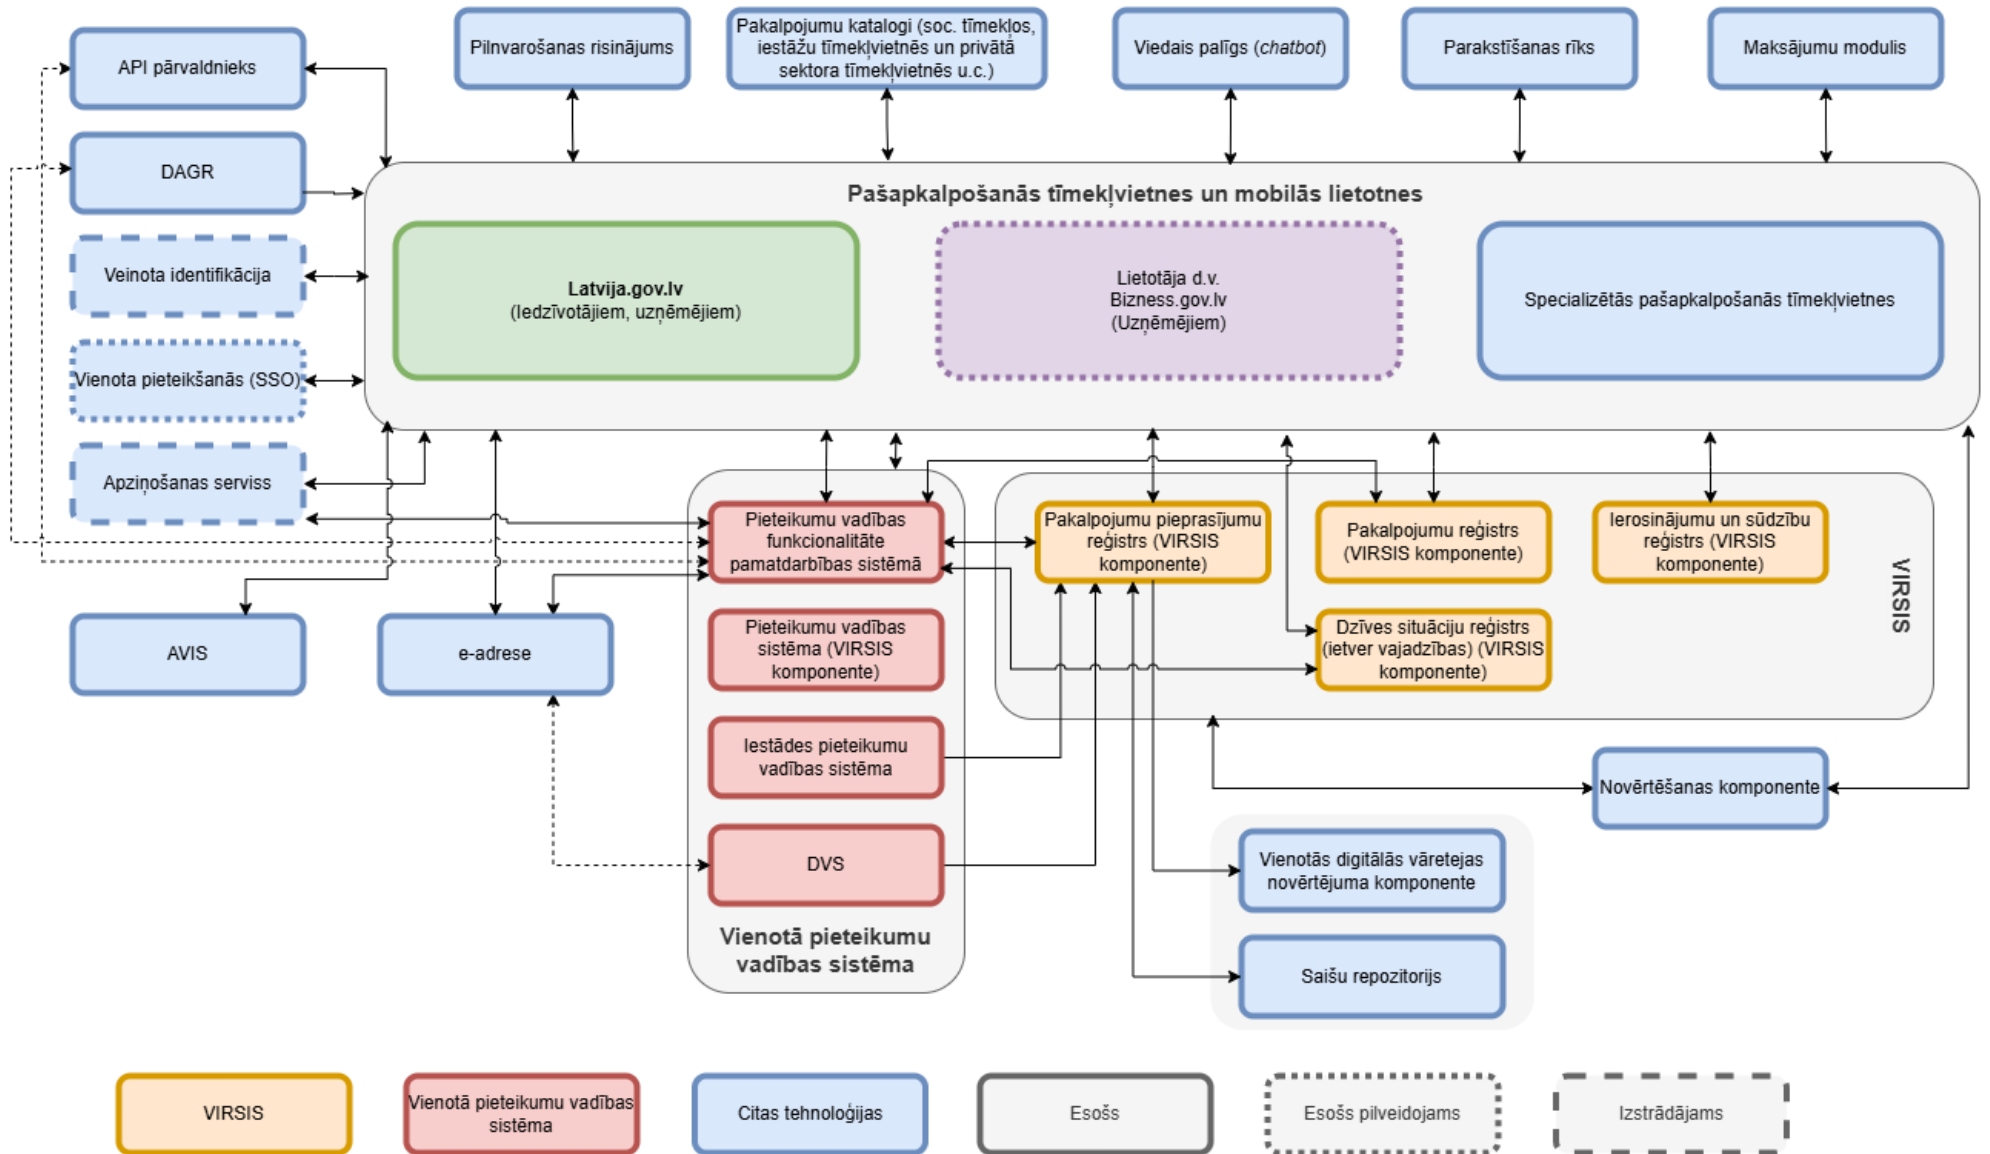 Pilnvarošanas risinājums
Pakalpojumu katalogi (soc. tīmekļos,
iestāžu tīmekļvietnēs un privātā
sektora tīmekļvietnēs u.c.)
Viedais palīgs (chatbot)
Parakstīšanas rīks
Maksājumu modulis
API pārvaldnieks
DAGR
Veinota identifikācija
Vienota pieteikšanās (SSO)
Apziņošanas serviss
Pašapkalpošanās tīmekļvietnes un mobilās lietotnes
Latvija.gov.lv
(Iedzīvotājiem, uzņēmējiem)
Lietotāja d.v.
Bizness.gov.lv
(Uzņēmējiem)
Specializētās pašapkalpošanās tīmekļvietnes
Pieteikumu vadības
funkcionalitāte
pamatdarbības sistēmā
Pakalpojumu pieprasījumu
reģistrs (VIRSIS
komponente)
Pakalpojumu reģistrs
(VIRSIS komponente)
Ierosinājumu un sūdzību
reģistrs (VIRSIS
komponente)
VIRSIS
AVIS
e-adrese
Pieteikumu vadības
sistēma (VIRSIS
komponente)
Dzīves situāciju reģistrs
(ietver vajadzības) (VIRSIS
komponente)
Iestādes pieteikumu
vadības sistēma
Novērtēšanas komponente
DVS
Vienotās digitālās vāretejas
novērtējuma komponente
Vienotā pieteikumu
vadības sistēma
Saišu repozitorijs
VIRSIS
Vienotā pieteikumu vadības
sistēma
Citas tehnoloģijas
Esošs
Esošs pilveidojams
Izstrādājams